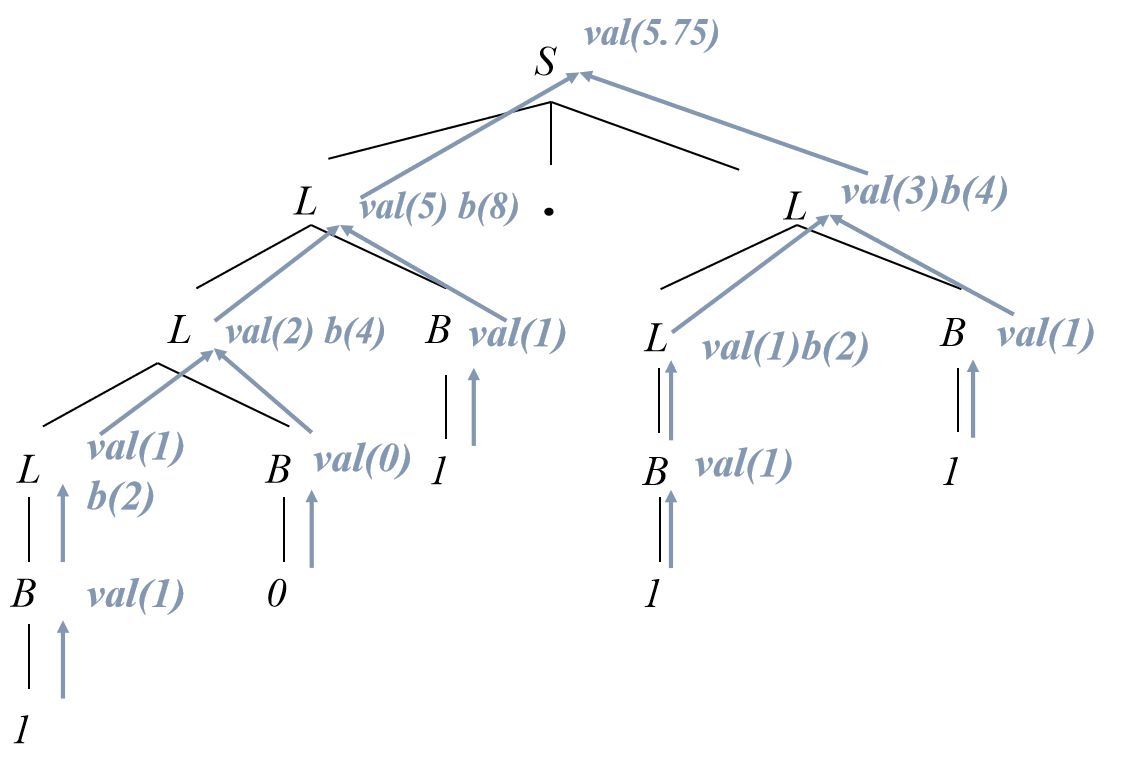 val(5.75)
S
L val(5) b(8) . L val(3)b(4)
L val(2) b(4) B val(1) L val(1)b(2) B val(1)
L val(1) b(2) B val(0) 1 B val(1) 1
B val(1) 0 1
1